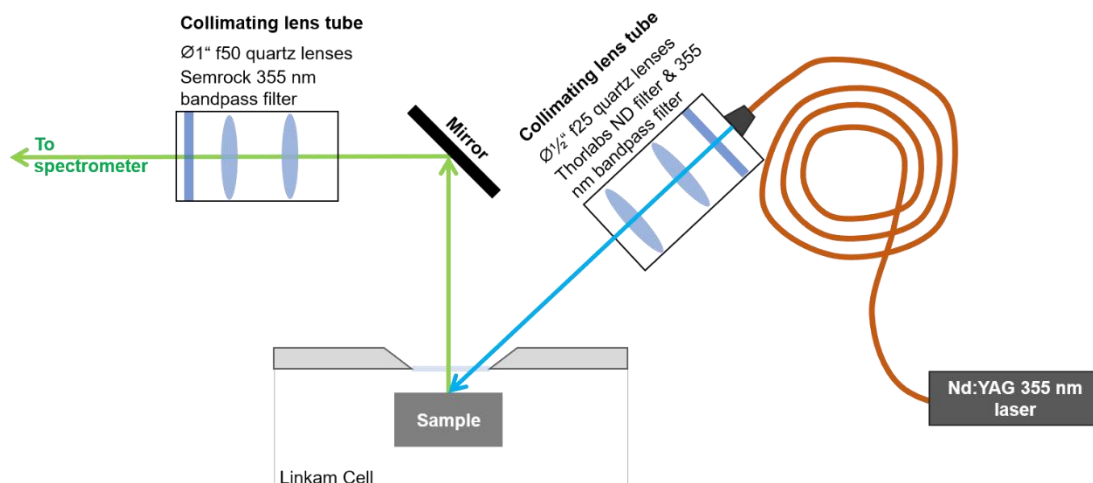 Collimating lens tube
Ø1“ f50 quartz lenses
Semrock 355 nm
bandpass filter
To
spectrometer
Mirror
Collimating lens tube
Ø½“ f25 quartz lenses
Thorlabs ND filter & 355
nm bandpass filter
Nd:YAG 355 nm
laser
Sample
Linkam Cell